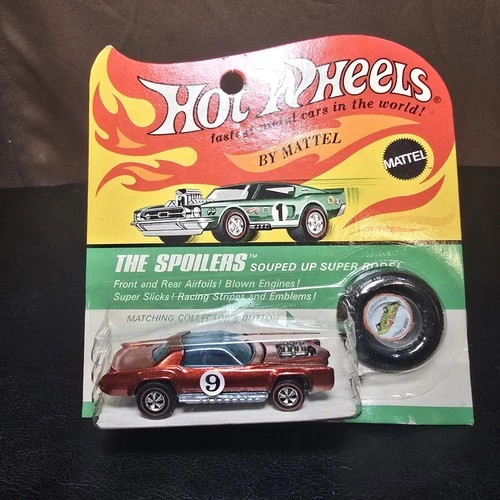 HOT WHEELS®
fastest metal cars in the world!
BY MATTEL
MATTEL
1
THE SPOILERS™ SOUPED UP SUPER RODS!
Front and Rear Airfoils! Blown Engines!
Super Slicks! Racing Stripes and Emblems!
MATCHING COLLECTOR'S BUTTON
9